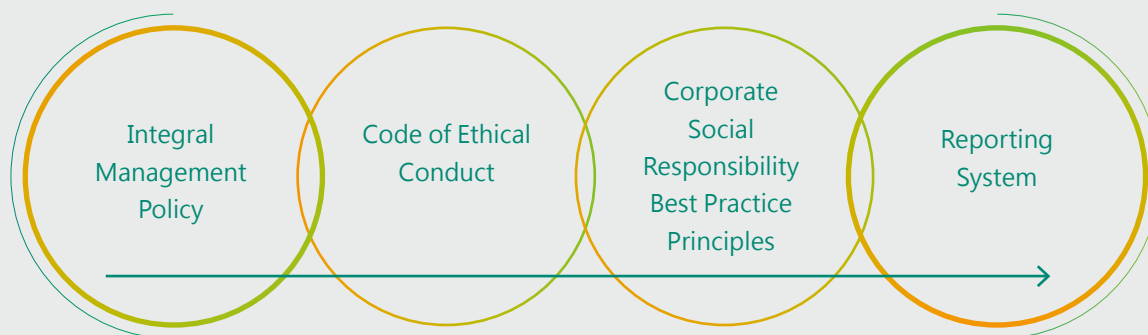 Integral
Management
Policy
Code of Ethical
Conduct
Corporate
Social
Responsibility
Best Practice
Principles
Reporting
System